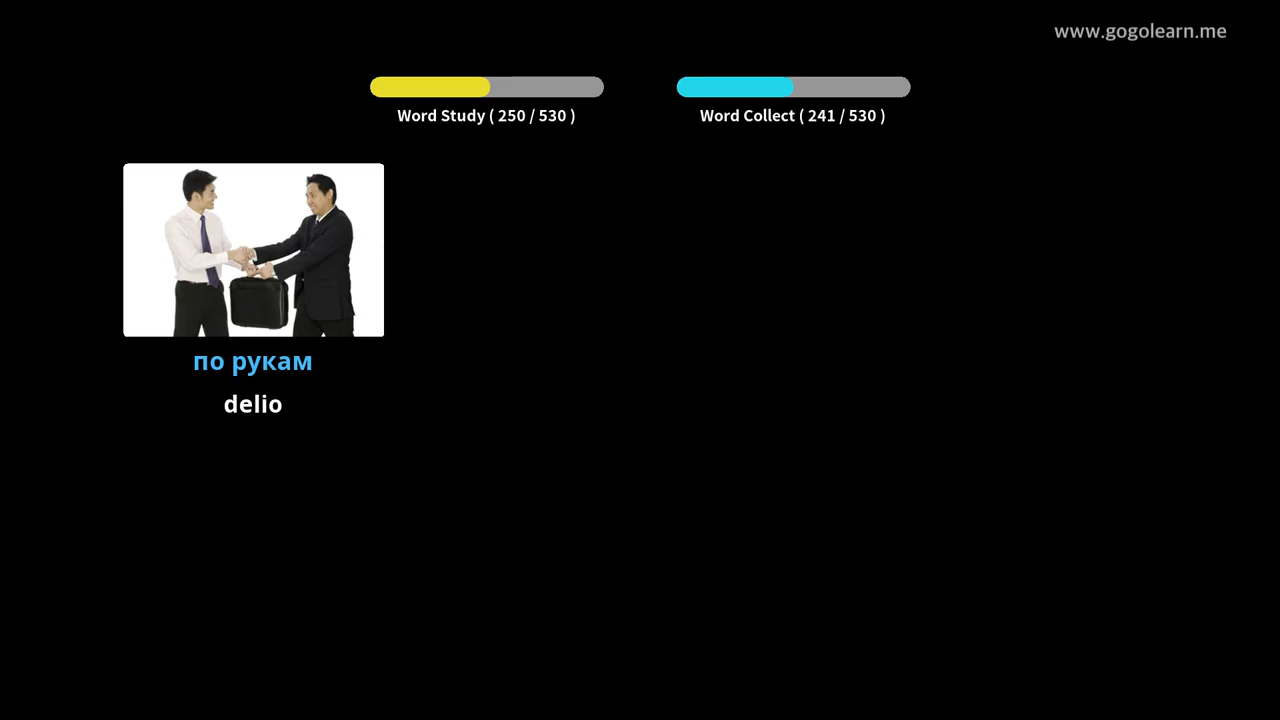 www.gogolearn.me
Word Study ( 250 / 530 )
Word Collect ( 241 / 530 )
по рукам
delio